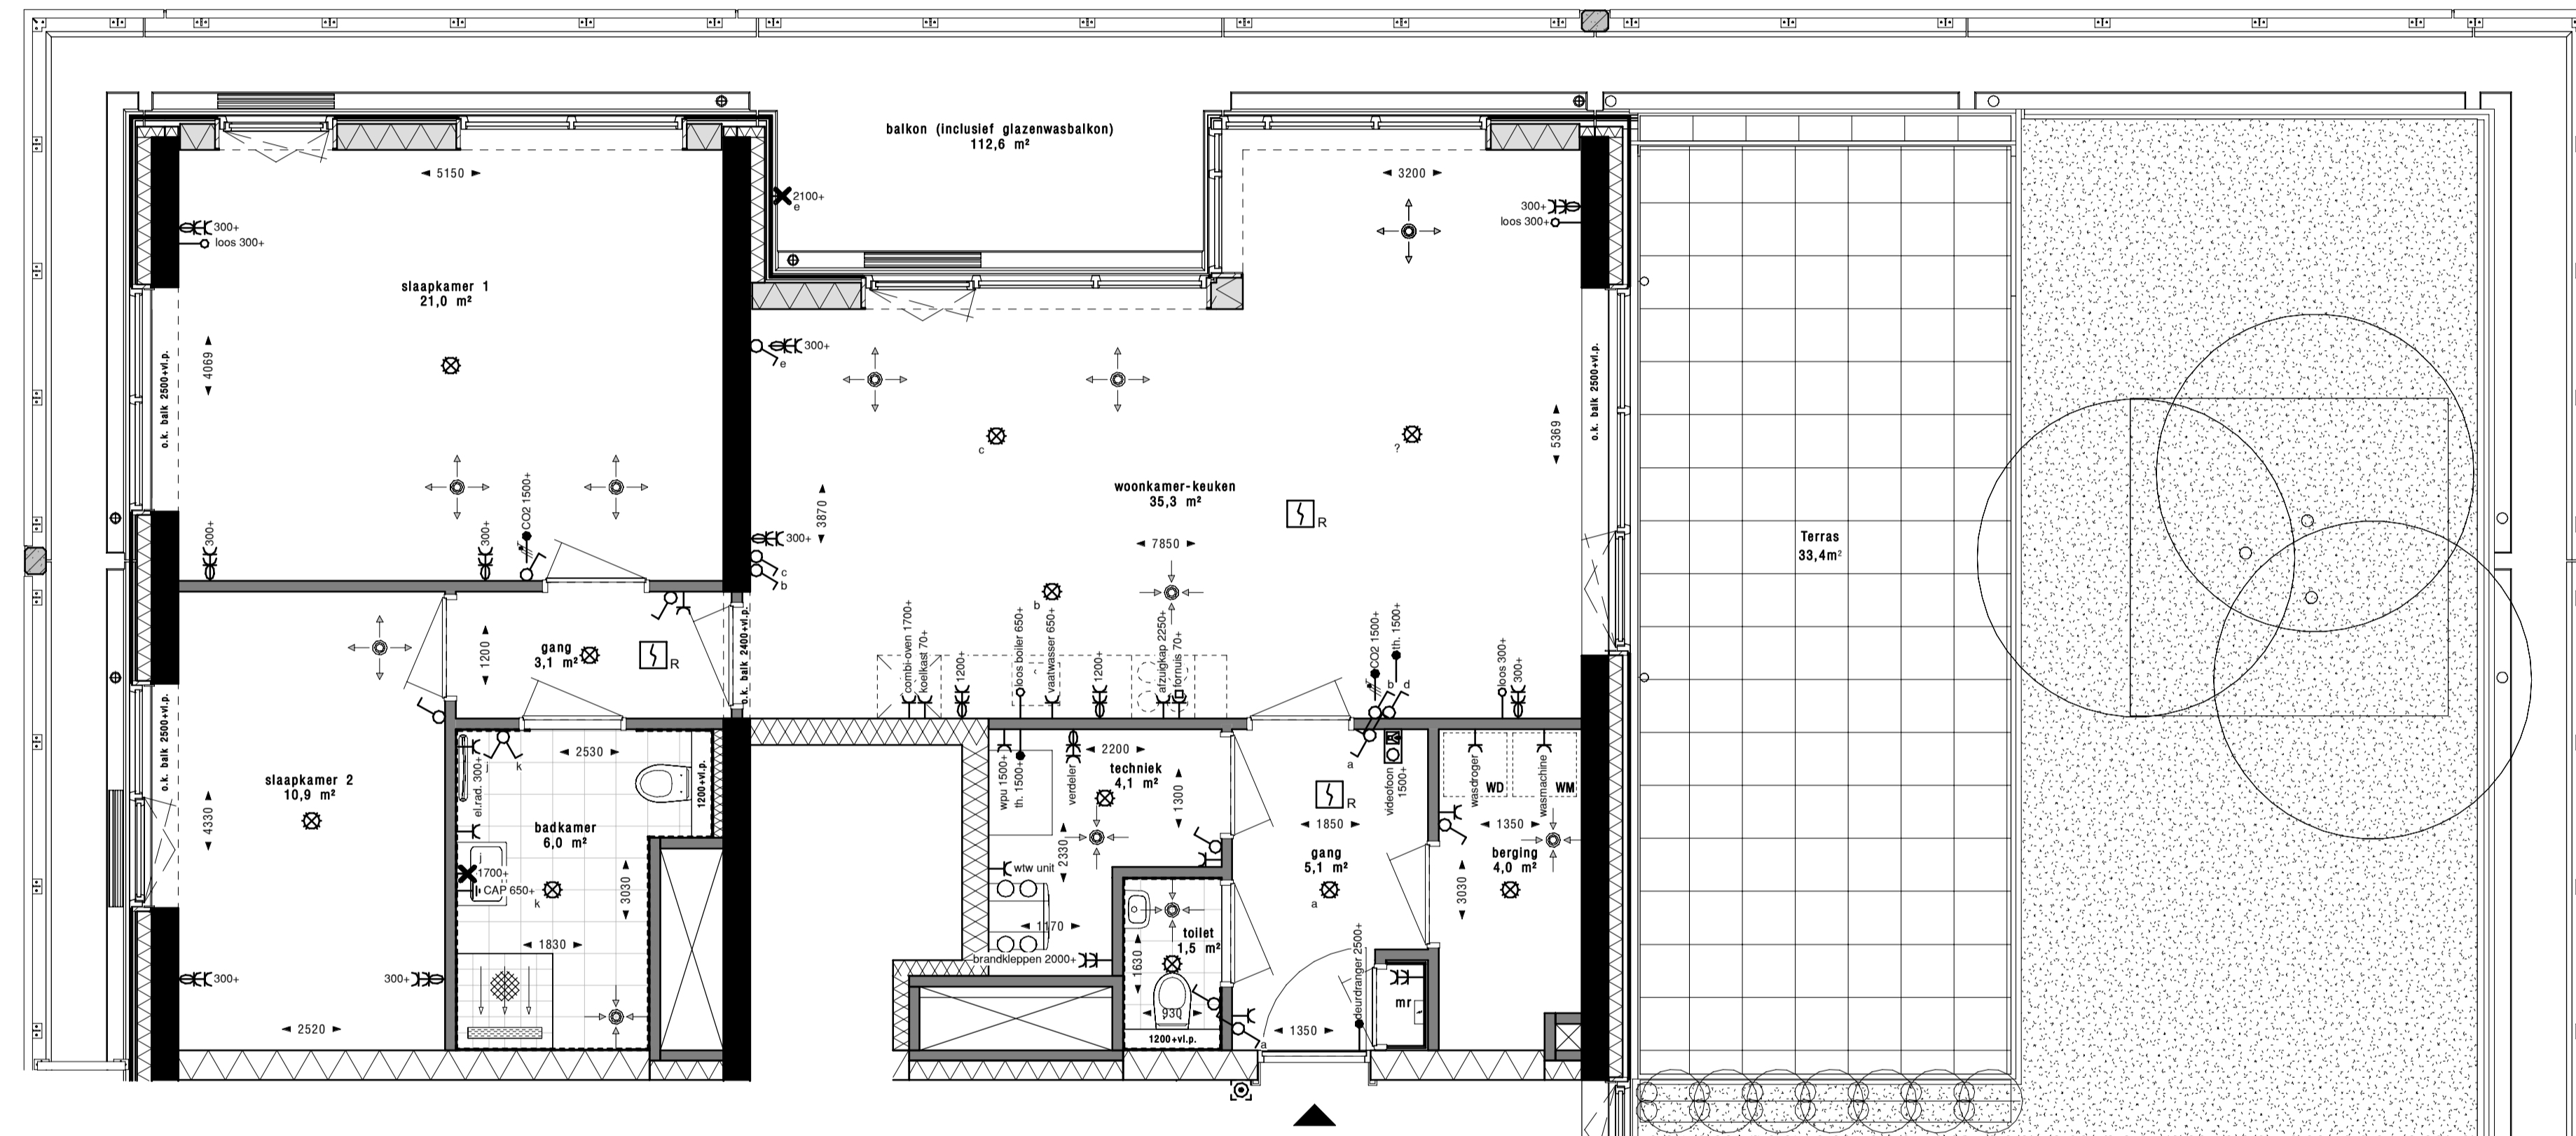 balkon (inclusief glazenwasbalkon)
112,6 m²
5150
3200
2100+
e
300+
loos 300+
300+
loos 300+
slaapkamer 1
21,0 m²
4069
o.k. balk 2500+vl.p.
300+
e
c
?
5369
o.k. balk 2500+vl.p.
woonkamer-keuken
35,3 m²
R
7850
3870
300+
c
b
300+
300+
CO2 1500+
Terras
33,4m²
b
gang
3,1 m²
R
1200
o.k. balk 2400+vl.p.
combi-oven 1700+
koelkast 70+
1200+
loos boiler 650+
vaatwasser 650+
1200+
afzuigkap 2250+
fornuis 70+
CO2 1500+
th. 1500+
b
d
loos 300+
300+
o.k. balk 2500+vl.p.
slaapkamer 2
10,9 m²
4330
300+
300+
2520
el.rad. 300+
j
k
2530
1200+vl.p.
badkamer
6,0 m²
j
1700+
CAP 650+
k
3030
1830
wpu 1500+
th. 1500+
verdeler
2200
techniek
4,1 m²
1300
2330
wtw unit
1170
brandkleppen 2000+
toilet
1,5 m²
1630
930
1200+vl.p.
a
a
videofoon
1500+
R
1850
gang
5,1 m²
a
deurdranger 2500+
1350
mr
wasdroger
WD
wasmachine
WM
1350
berging
4,0 m²
3030